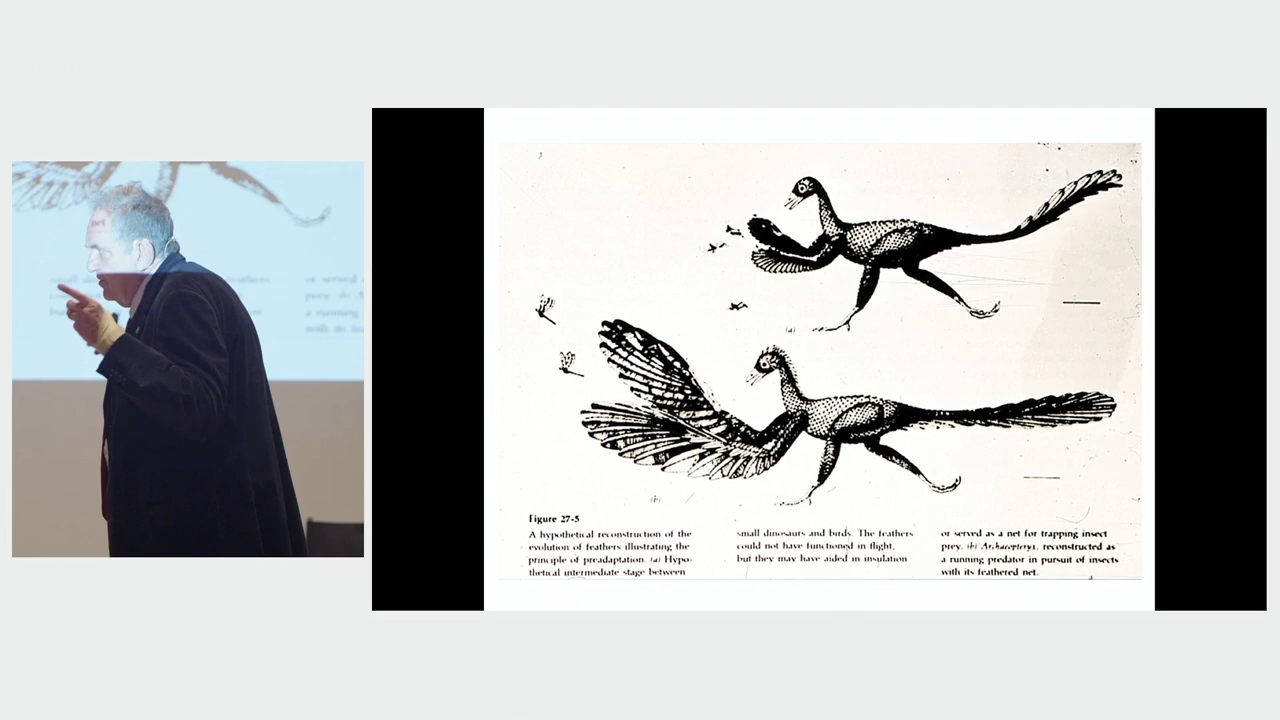 (a)
(b)
Figure 27-5
A hypothetical reconstruction of the
evolution of feathers illustrating the
principle of preadaptation. (a) Hypo-
thetical intermediate stage between
small dinosaurs and birds. The feathers
could not have functioned in flight,
but they may have aided in insulation
or served as a net for trapping insect
prey. (b) Archaeopteryx, reconstructed as
a running predator in pursuit of insects
with its feathered net.